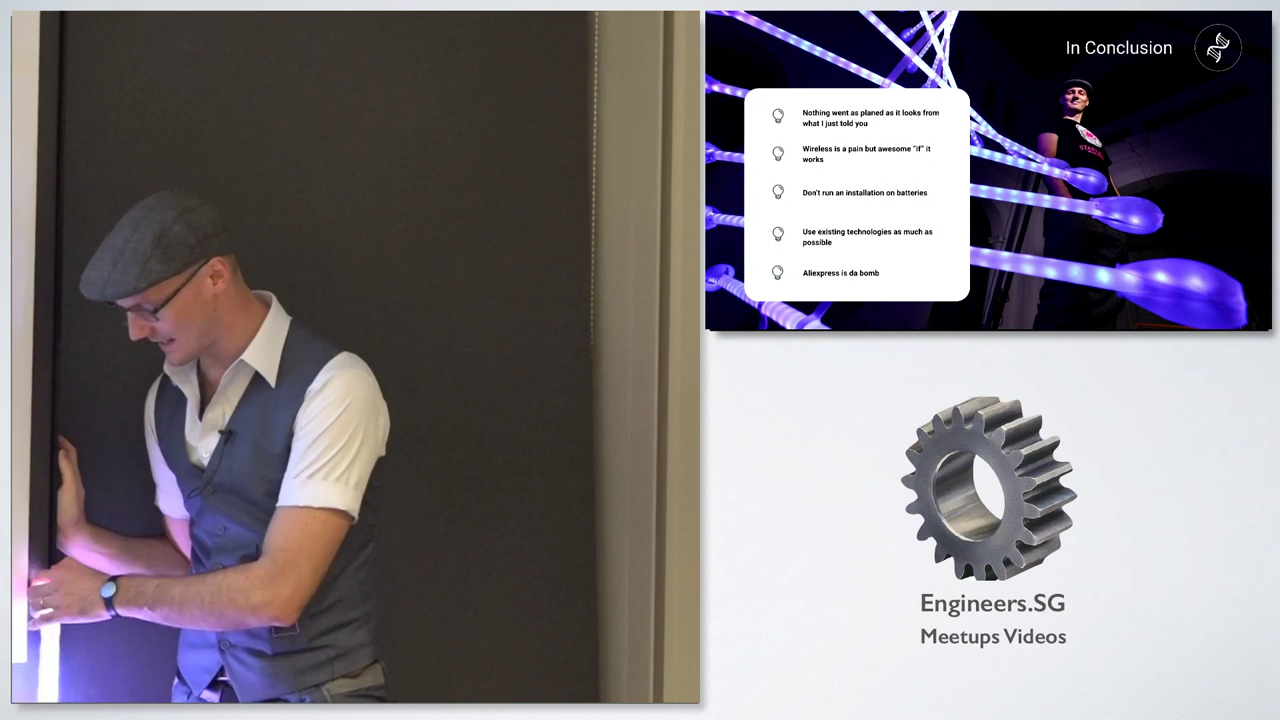 In Conclusion
Nothing went as planed as it looks from
what I just told you
Wireless is a pain but awesome "if" it
works
Don't run an installation on batteries
Use existing technologies as much as
possible
Aliexpress is da bomb
Engineers.SG
Meetups Videos